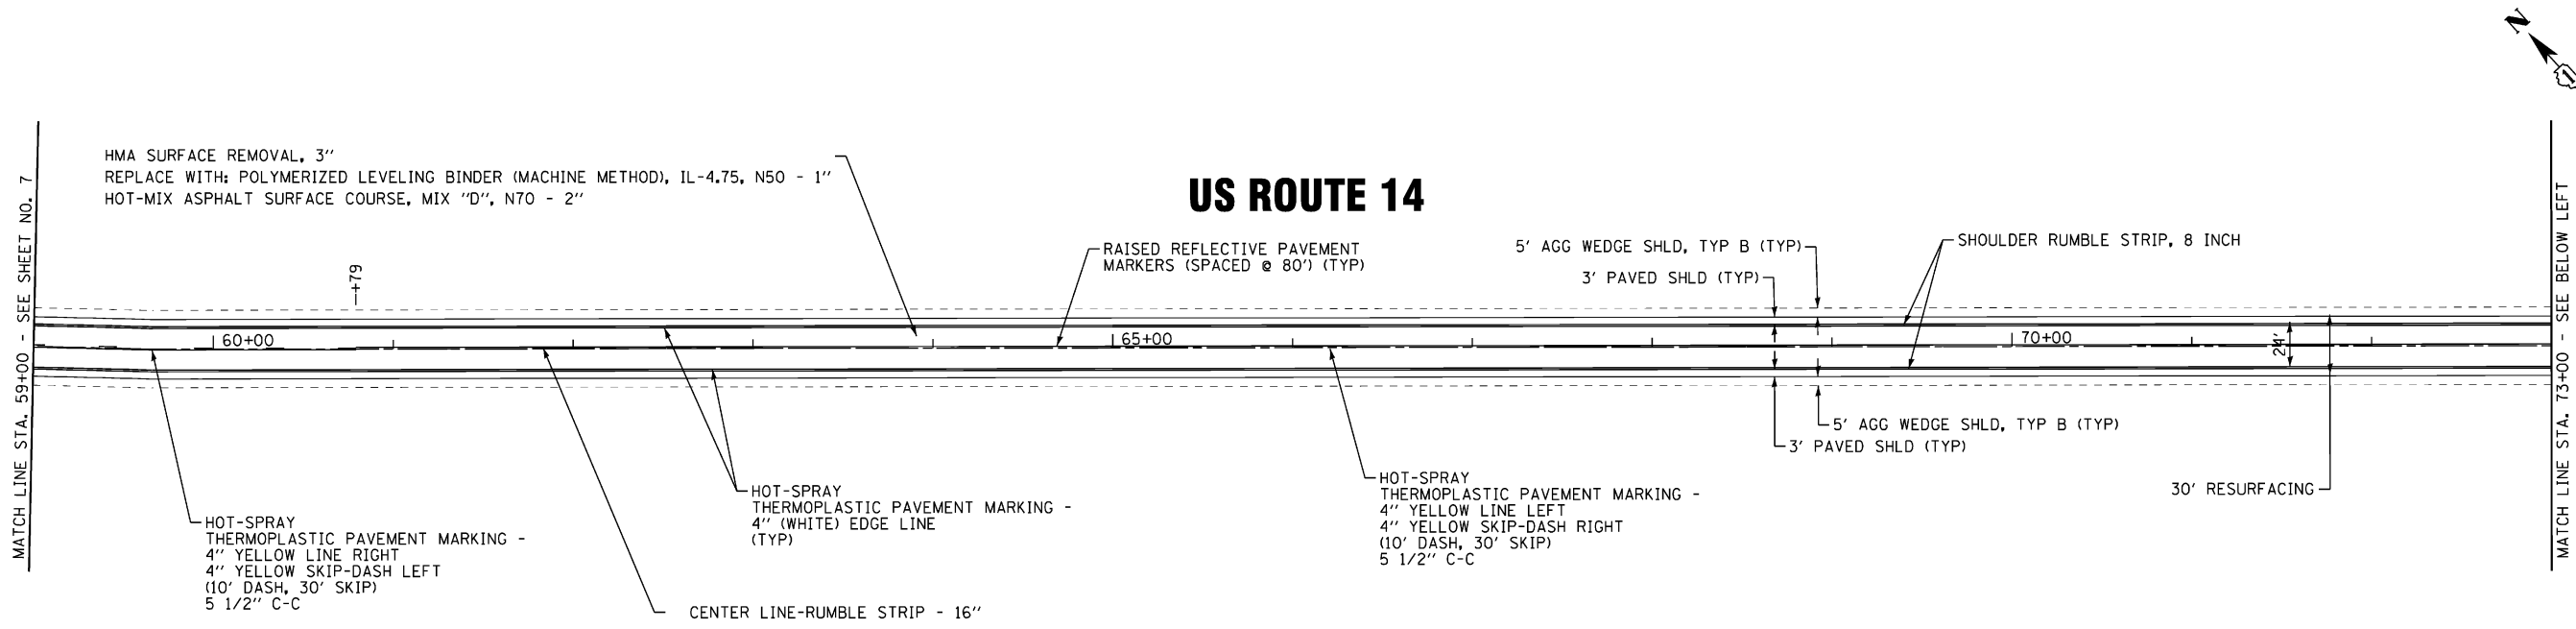 N
HMA SURFACE REMOVAL, 3"
REPLACE WITH: POLYMERIZED LEVELING BINDER (MACHINE METHOD), IL-4.75, N50 - 1"
HOT-MIX ASPHALT SURFACE COURSE, MIX "D", N70 - 2"
US ROUTE 14
MATCH LINE STA. 59+00 - SEE SHEET NO. 7
+79
RAISED REFLECTIVE PAVEMENT
MARKERS (SPACED @ 80') (TYP)
5' AGG WEDGE SHLD, TYP B (TYP)
3' PAVED SHLD (TYP)
SHOULDER RUMBLE STRIP, 8 INCH
60+00
65+00
70+00
24'
MATCH LINE STA. 73+00 - SEE BELOW LEFT
5' AGG WEDGE SHLD, TYP B (TYP)
3' PAVED SHLD (TYP)
30' RESURFACING
HOT-SPRAY
THERMOPLASTIC PAVEMENT MARKING -
4" YELLOW LINE RIGHT
4" YELLOW SKIP-DASH LEFT
(10' DASH, 30' SKIP)
5 1/2" C-C
HOT-SPRAY
THERMOPLASTIC PAVEMENT MARKING -
4" (WHITE) EDGE LINE
(TYP)
HOT-SPRAY
THERMOPLASTIC PAVEMENT MARKING -
4" YELLOW LINE LEFT
4" YELLOW SKIP-DASH RIGHT
(10' DASH, 30' SKIP)
5 1/2" C-C
CENTER LINE-RUMBLE STRIP - 16"